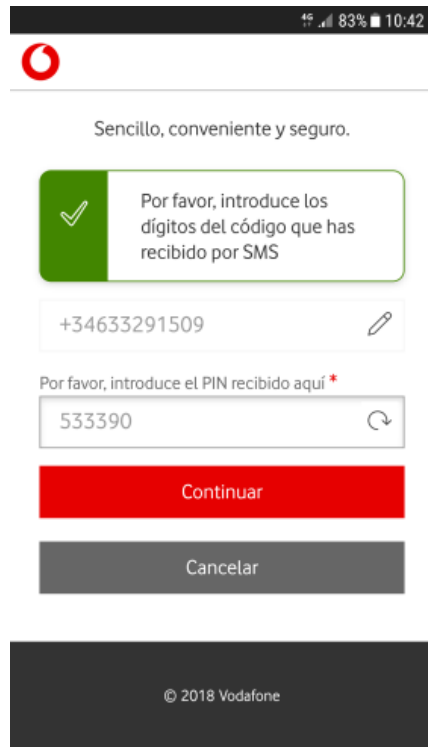 4G 83% 10:42
Sencillo, conveniente y seguro.
Por favor, introduce los
dígitos del código que has
recibido por SMS
+34633291509
Por favor, introduce el PIN recibido aquí *
533390
Continuar
Cancelar
© 2018 Vodafone